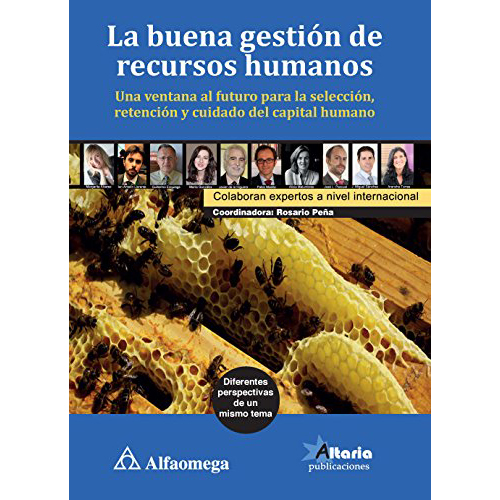 La buena gestión de
recursos humanos
Una ventana al futuro para la selección,
retención y cuidado del capital humano
Colaboran expertos a nivel internacional
Coordinadora: Rosario Peña
Diferentes
perspectivas
de un
mismo tema
Alfaomega
Altaria
publicaciones